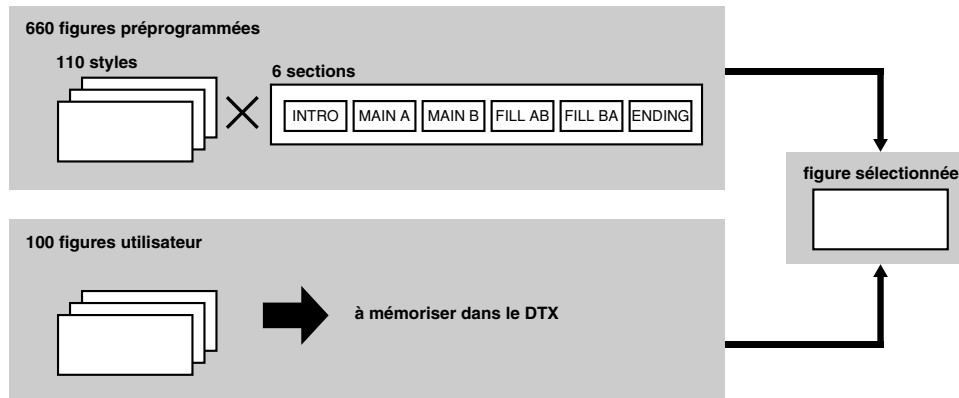 660 figures préprogrammées
110 styles
6 sections
INTRO MAIN A MAIN B FILL AB FILL BA ENDING
figure sélectionnée
100 figures utilisateur
à mémoriser dans le DTX